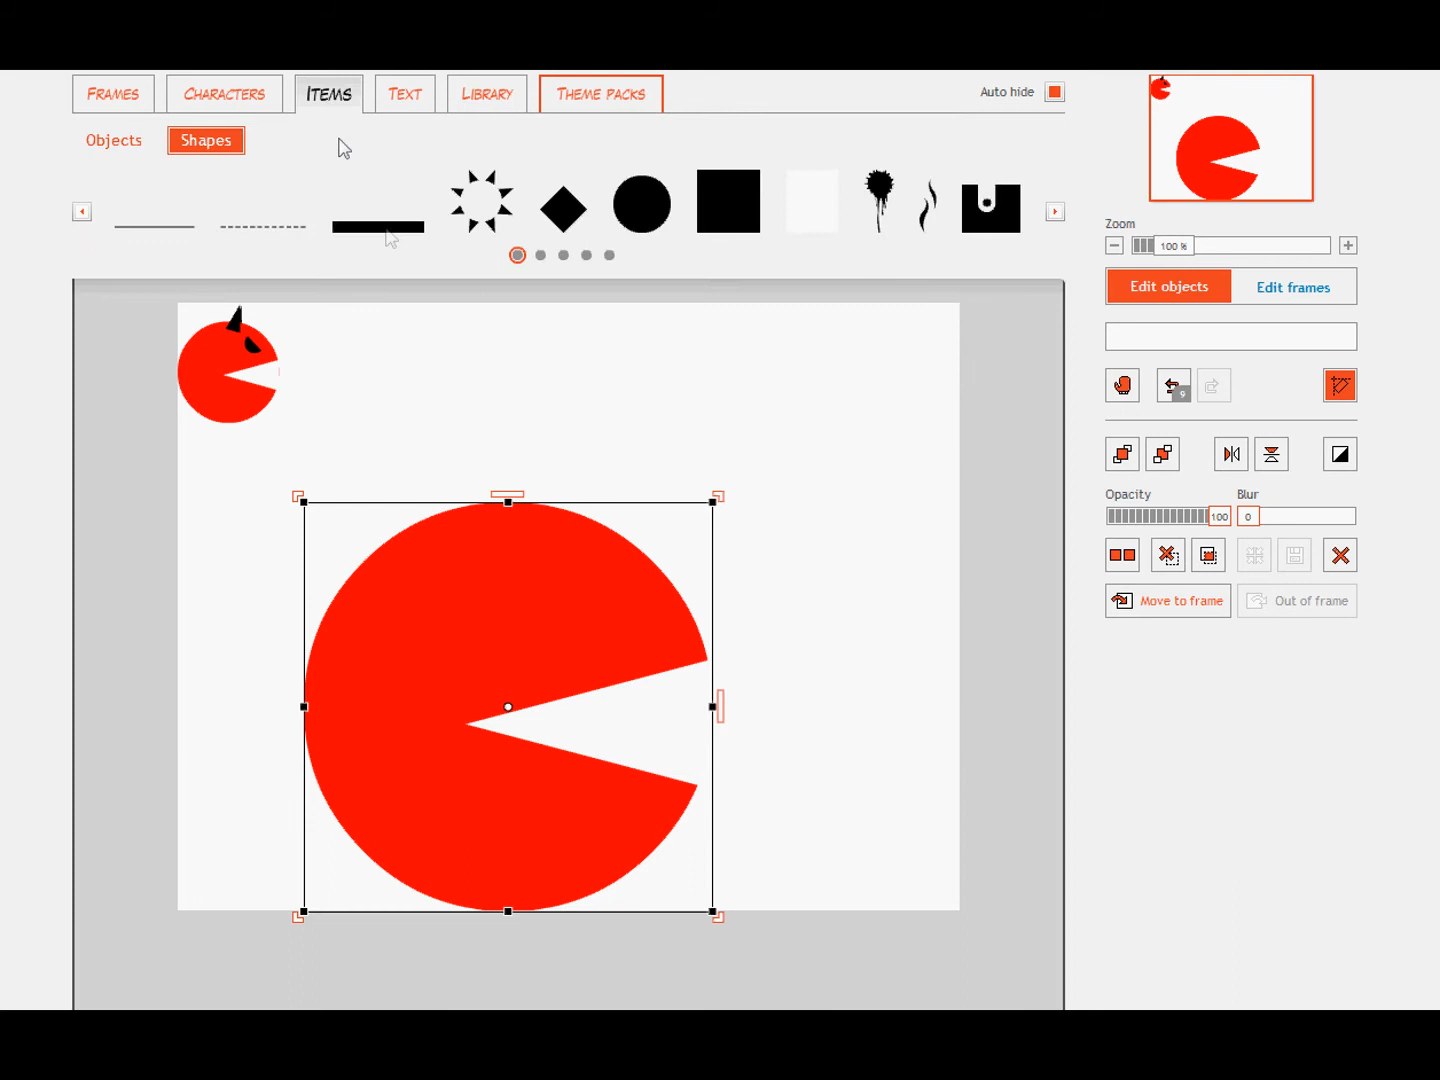 FRAMES CHARACTERS ITEMS TEXT LIBRARY THEME PACKS Auto hide
Objects Shapes
Zoom
100 %
Edit objects Edit frames
9
Opacity Blur
100 0
Move to frame Out of frame